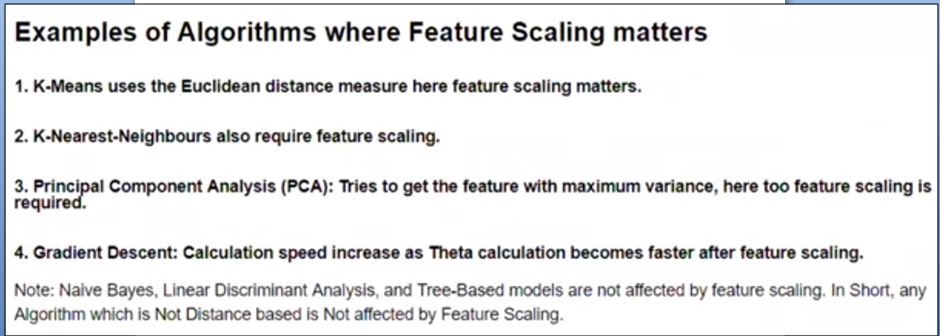 Examples of Algorithms where Feature Scaling matters
1. K-Means uses the Euclidean distance measure here feature scaling matters.
2. K-Nearest-Neighbours also require feature scaling.
3. Principal Component Analysis (PCA): Tries to get the feature with maximum variance, here too feature scaling is
required.
4. Gradient Descent: Calculation speed increase as Theta calculation becomes faster after feature scaling.
Note: Naive Bayes, Linear Discriminant Analysis, and Tree-Based models are not affected by feature scaling. In Short, any
Algorithm which is Not Distance based is Not affected by Feature Scaling.